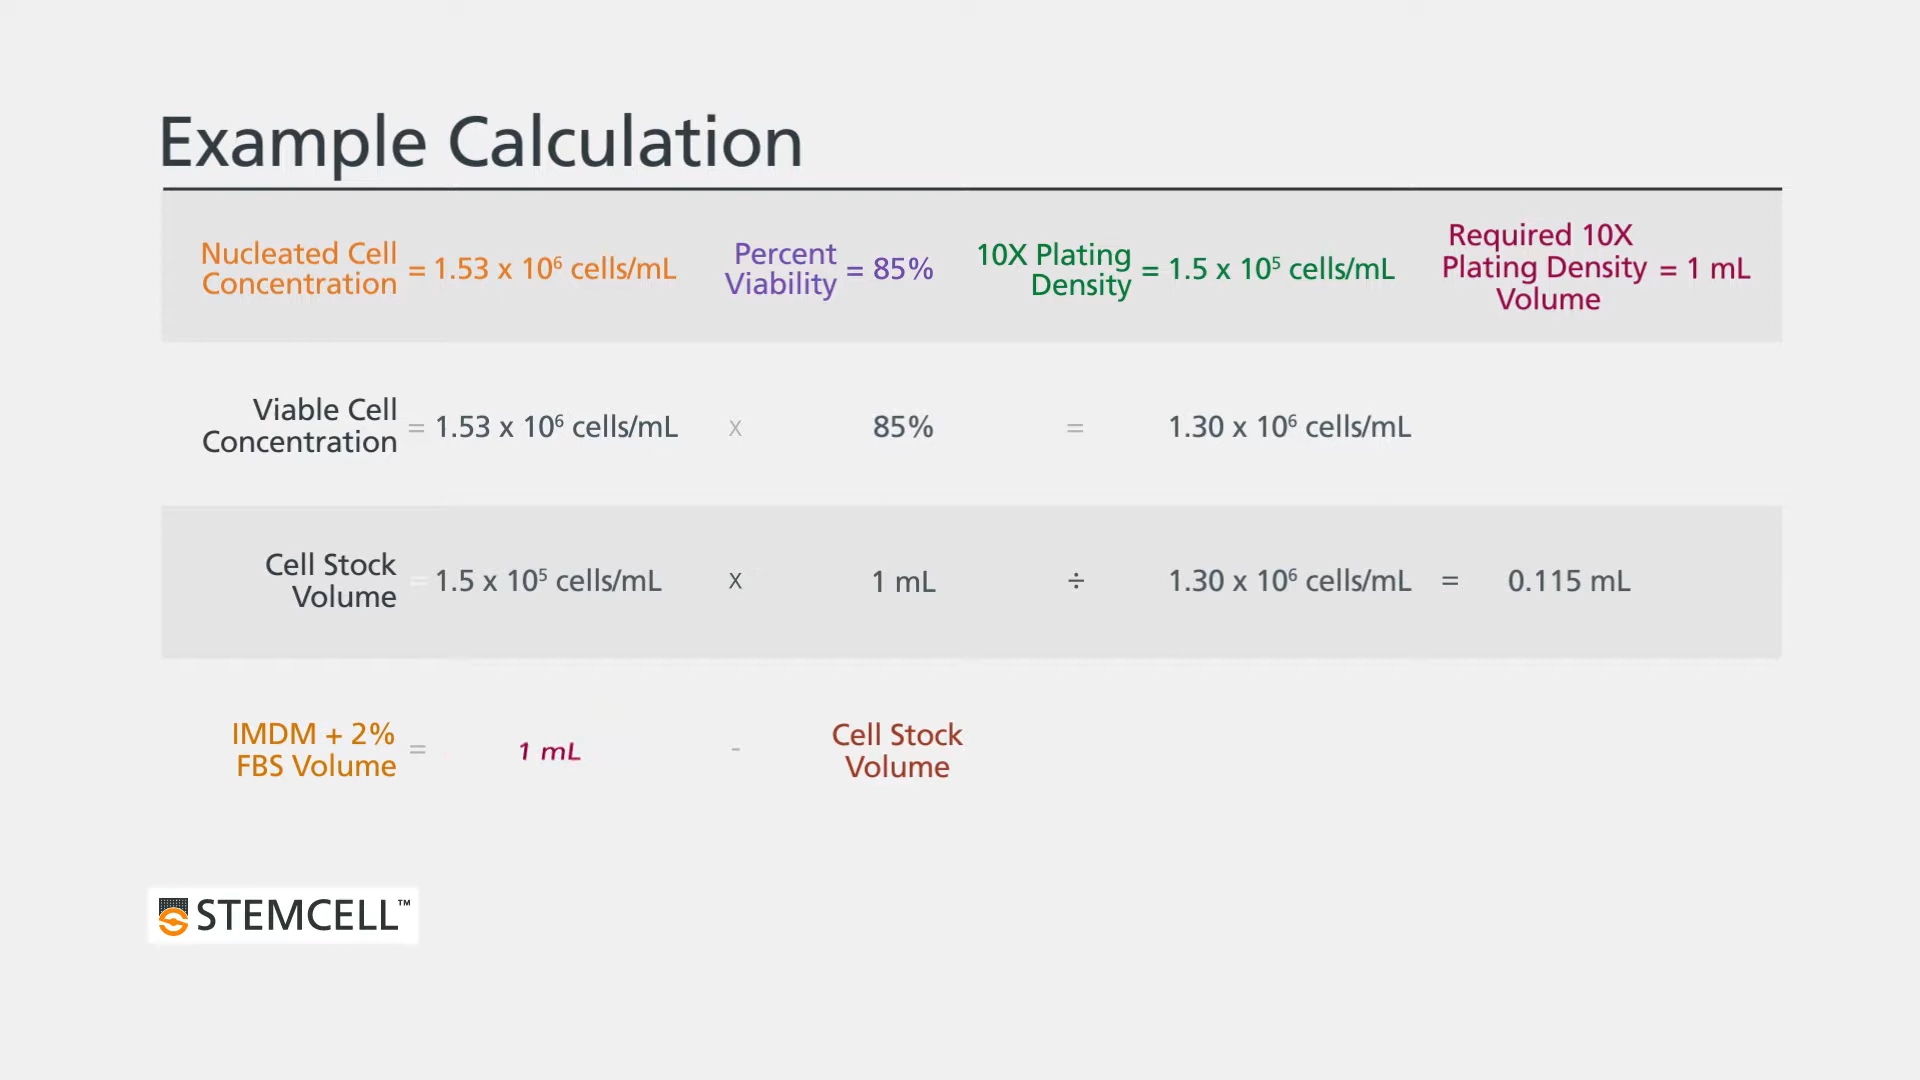 Example Calculation
Nucleated Cell
Concentration = 1.53 x 10⁶ cells/mL
Percent
Viability = 85%
10X Plating
Density = 1.5 x 10⁵ cells/mL
Required 10X
Plating Density = 1 mL
Volume
Viable Cell
Concentration = 1.53 x 10⁶ cells/mL x 85% = 1.30 x 10⁶ cells/mL
Cell Stock
Volume = 1.5 x 10⁵ cells/mL x 1 mL ÷ 1.30 x 10⁶ cells/mL = 0.115 mL
IMDM + 2%
FBS Volume = 1 mL - Cell Stock
Volume
STEMCELL™